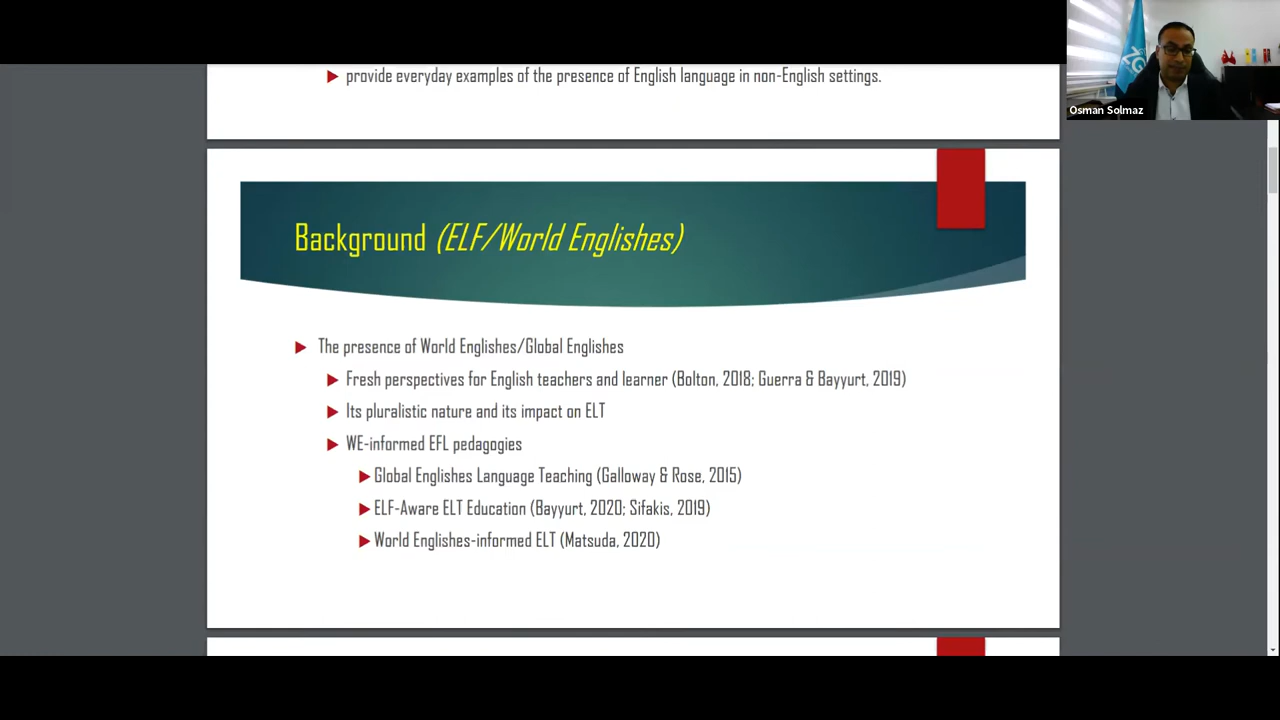 Osman Solmaz
provide everyday examples of the presence of English language in non-English settings.
Background (ELF/World Englishes)
The presence of World Englishes/Global Englishes
Fresh perspectives for English teachers and learner (Bolton, 2018; Guerra & Bayyurt, 2019)
Its pluralistic nature and its impact on ELT
WE-informed EFL pedagogies
Global Englishes Language Teaching (Galloway & Rose, 2015)
ELF-Aware ELT Education (Bayyurt, 2020; Sifakis, 2019)
World Englishes-informed ELT (Matsuda, 2020)